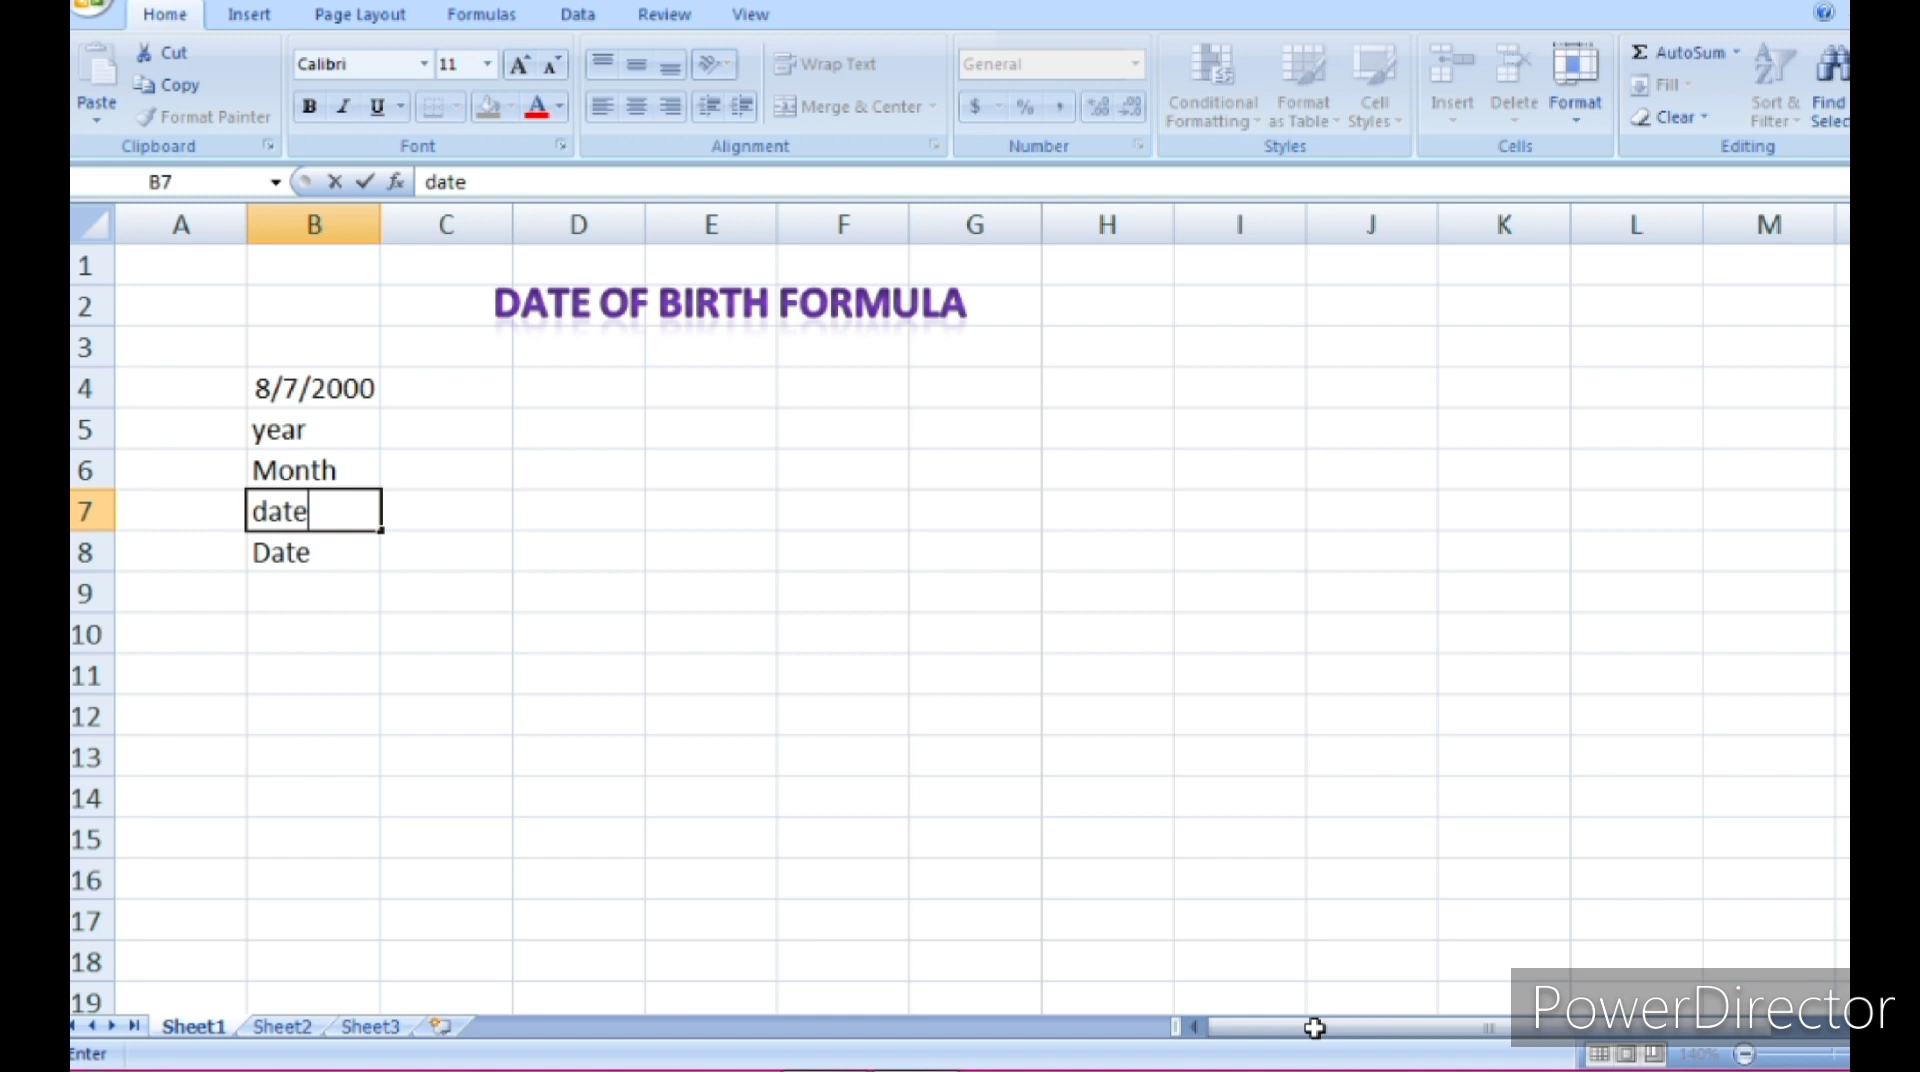 Home Insert Page Layout Formulas Data Review View
Cut
Copy
Format Painter
Paste
Clipboard
Calibri 11
B I U
Font
Wrap Text
Merge & Center
Alignment
General
$ % ,
Number
Conditional Formatting
Format as Table
Cell Styles
Styles
Insert Delete Format
Cells
Σ AutoSum
Fill
Clear
Sort & Filter
Find
Selec
Editing
B7 fx date
A B C D E F G H I J K L M
1
2 DATE OF BIRTH FORMULA
3
4 8/7/2000
5 year
6 Month
7 date
8 Date
9
10
11
12
13
14
15
16
17
18
19
Sheet1 Sheet2 Sheet3
Enter
140%
PowerDirector